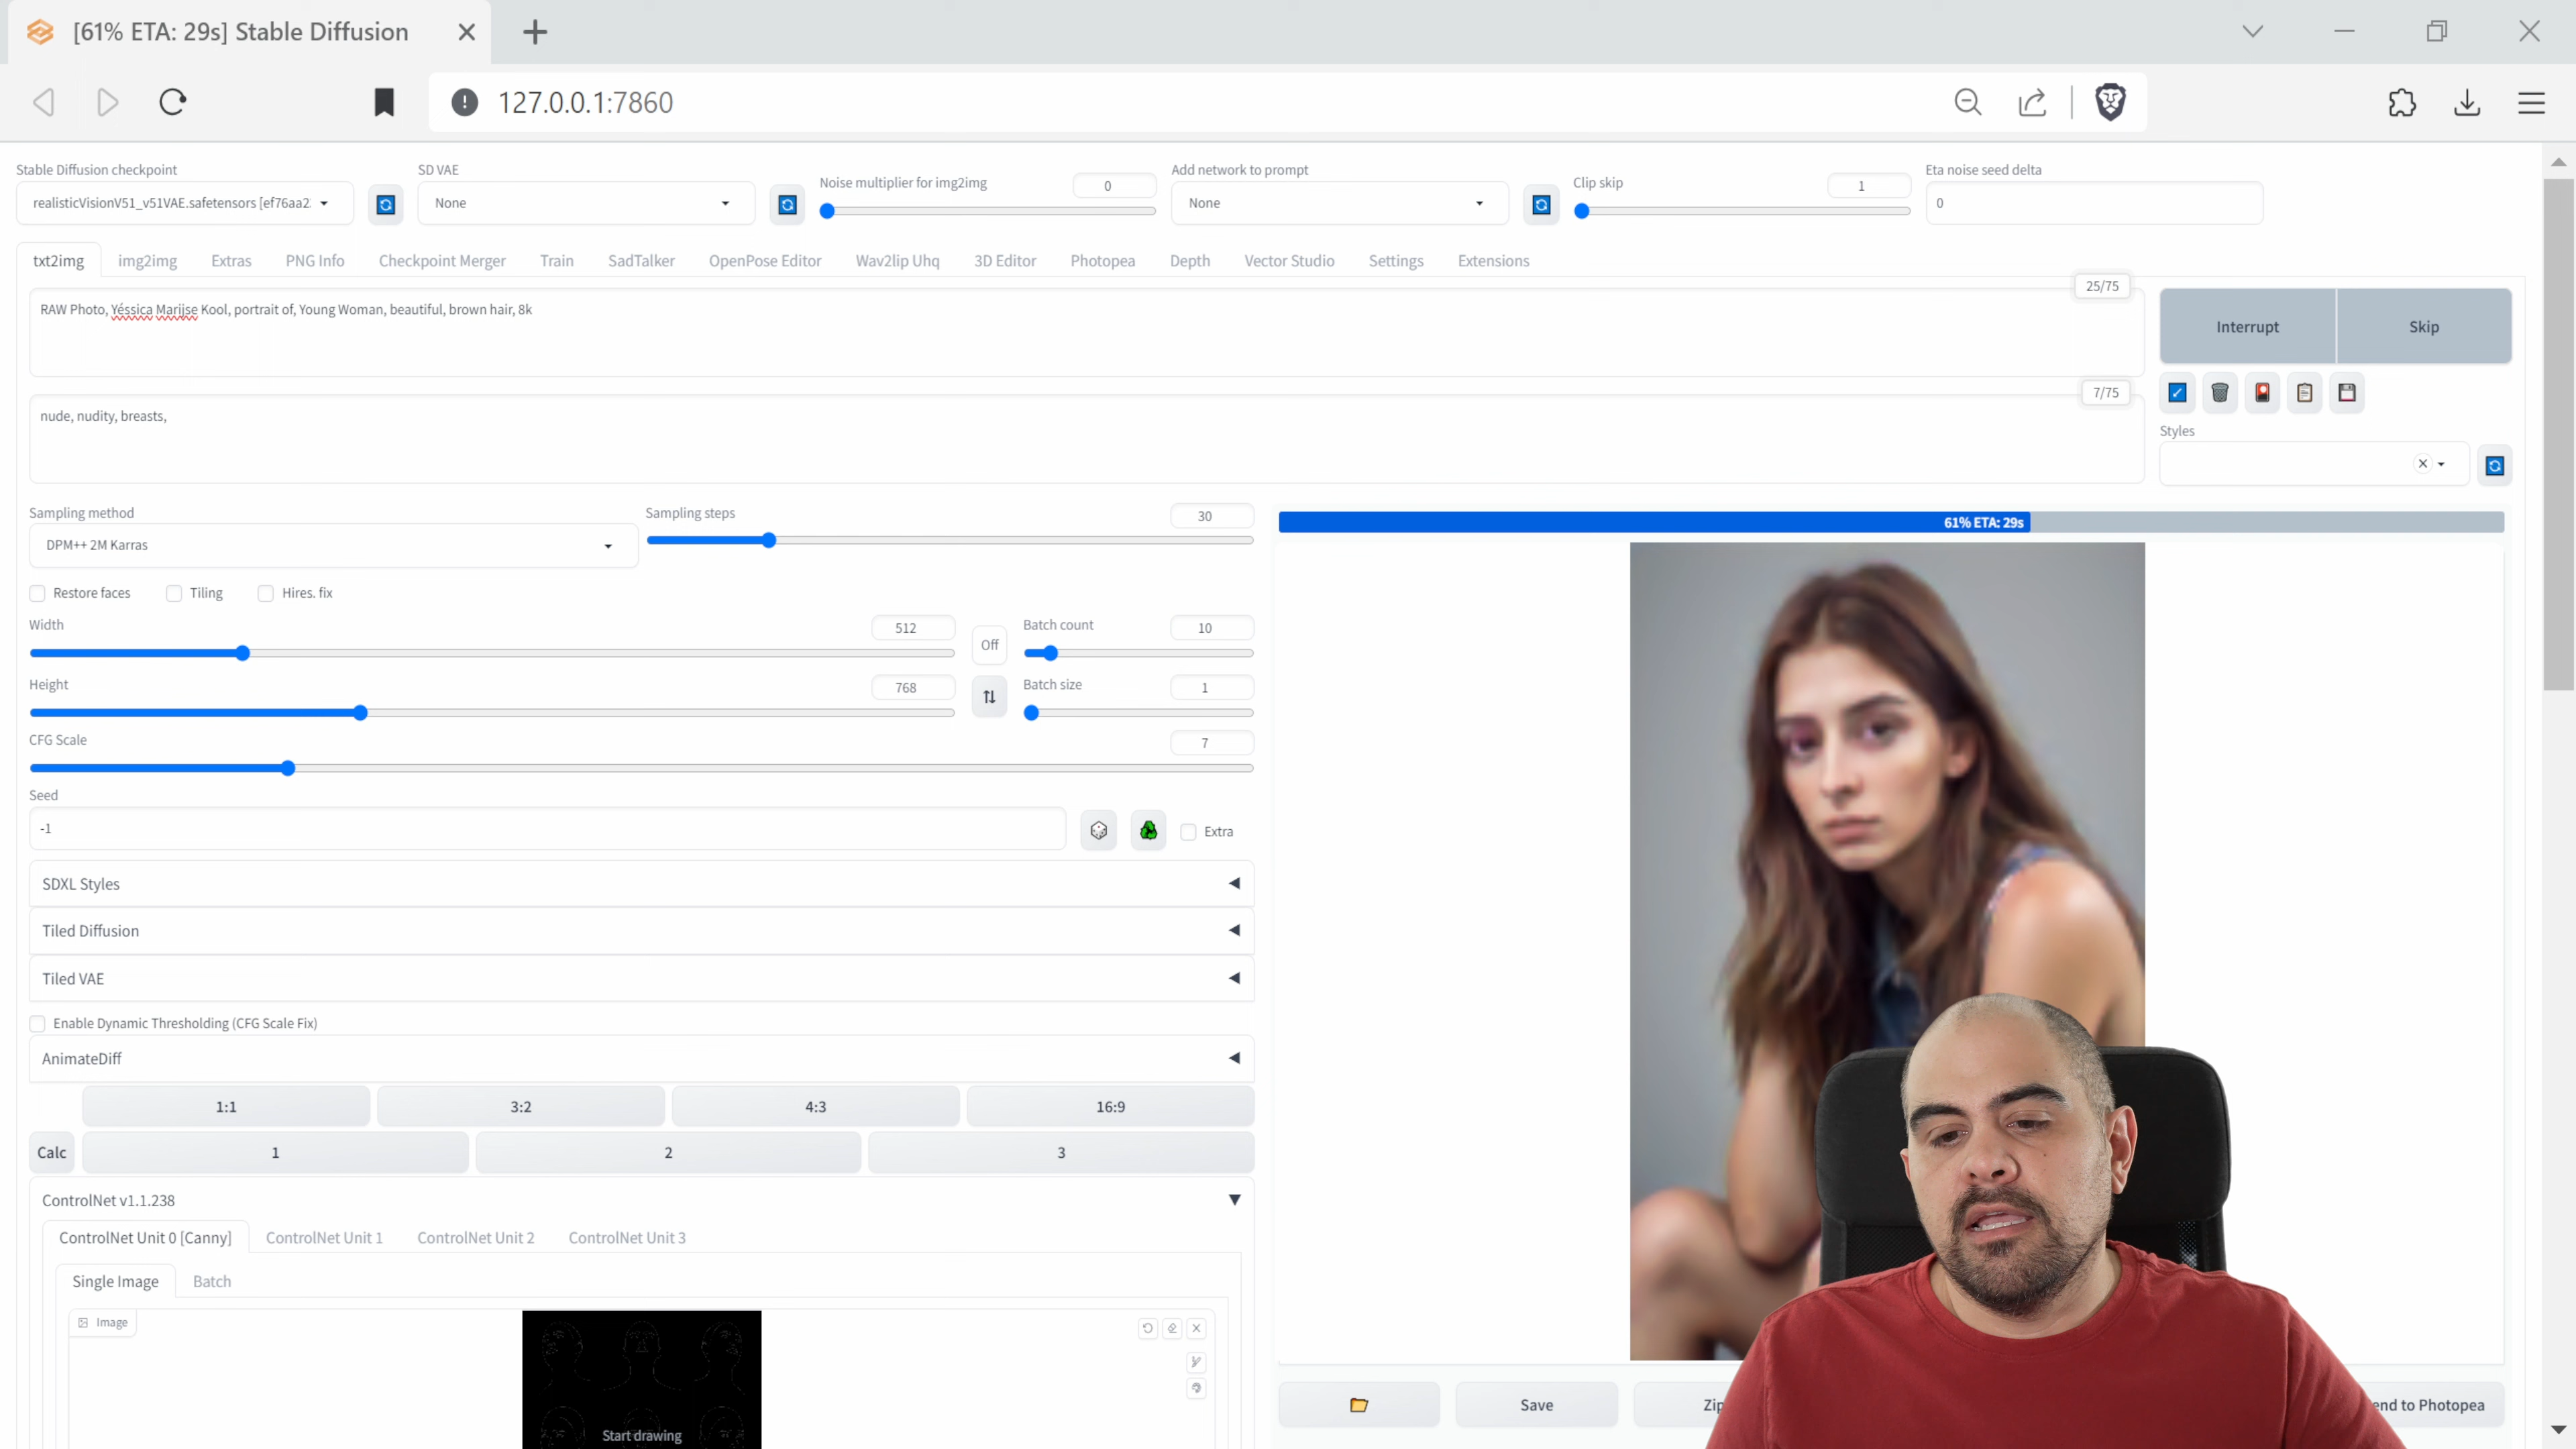 [61% ETA: 29s] Stable Diffusion
127.0.0.1:7860
Stable Diffusion checkpoint
realisticVisionV51_v51VAE.safetensors [ef76aa2
SD VAE
None
Noise multiplier for img2img
0
Add network to prompt
None
Clip skip
1
Eta noise seed delta
0
txt2img
img2img
Extras
PNG Info
Checkpoint Merger
Train
SadTalker
OpenPose Editor
Wav2lip Uhq
3D Editor
Photopea
Depth
Vector Studio
Settings
Extensions
25/75
RAW Photo, Yéssica Marijse Kool, portrait of, Young Woman, beautiful, brown hair, 8k
7/75
nude, nudity, breasts,
Interrupt
Skip
Styles
Sampling method
DPM++ 2M Karras
Sampling steps
30
61% ETA: 29s
Restore faces
Tiling
Hires. fix
Width
512
Off
Batch count
10
Height
768
Batch size
1
CFG Scale
7
Seed
-1
Extra
SDXL Styles
Tiled Diffusion
Tiled VAE
Enable Dynamic Thresholding (CFG Scale Fix)
AnimateDiff
1:1
3:2
4:3
16:9
Calc
1
2
3
ControlNet v1.1.238
ControlNet Unit 0 [Canny]
ControlNet Unit 1
ControlNet Unit 2
ControlNet Unit 3
Single Image
Batch
Image
Start drawing
Save
Zip
end to Photopea